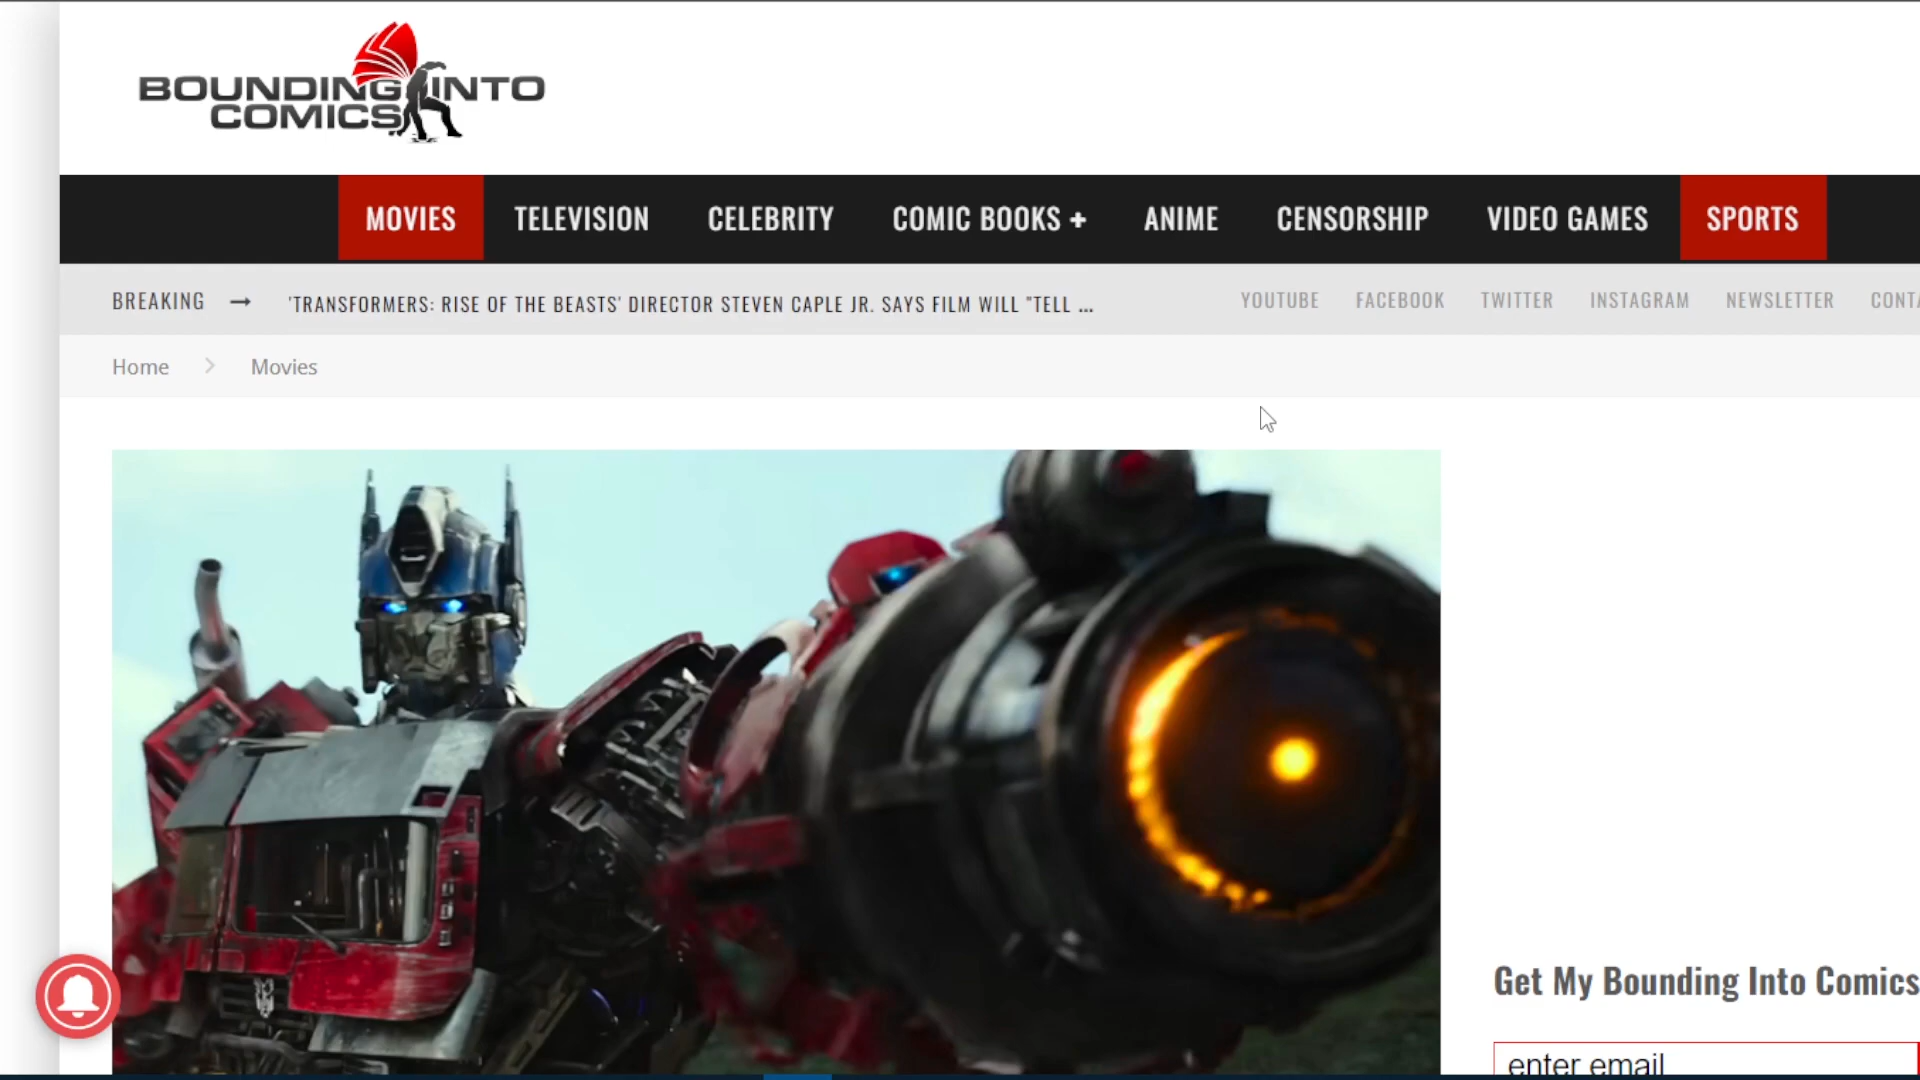 BOUNDING INTO
COMICS
MOVIES TELEVISION CELEBRITY COMIC BOOKS + ANIME CENSORSHIP VIDEO GAMES SPORTS
BREAKING → 'TRANSFORMERS: RISE OF THE BEASTS' DIRECTOR STEVEN CAPLE JR. SAYS FILM WILL "TELL ... YOUTUBE FACEBOOK TWITTER INSTAGRAM NEWSLETTER CONTA
Home > Movies
Get My Bounding Into Comics
enter email